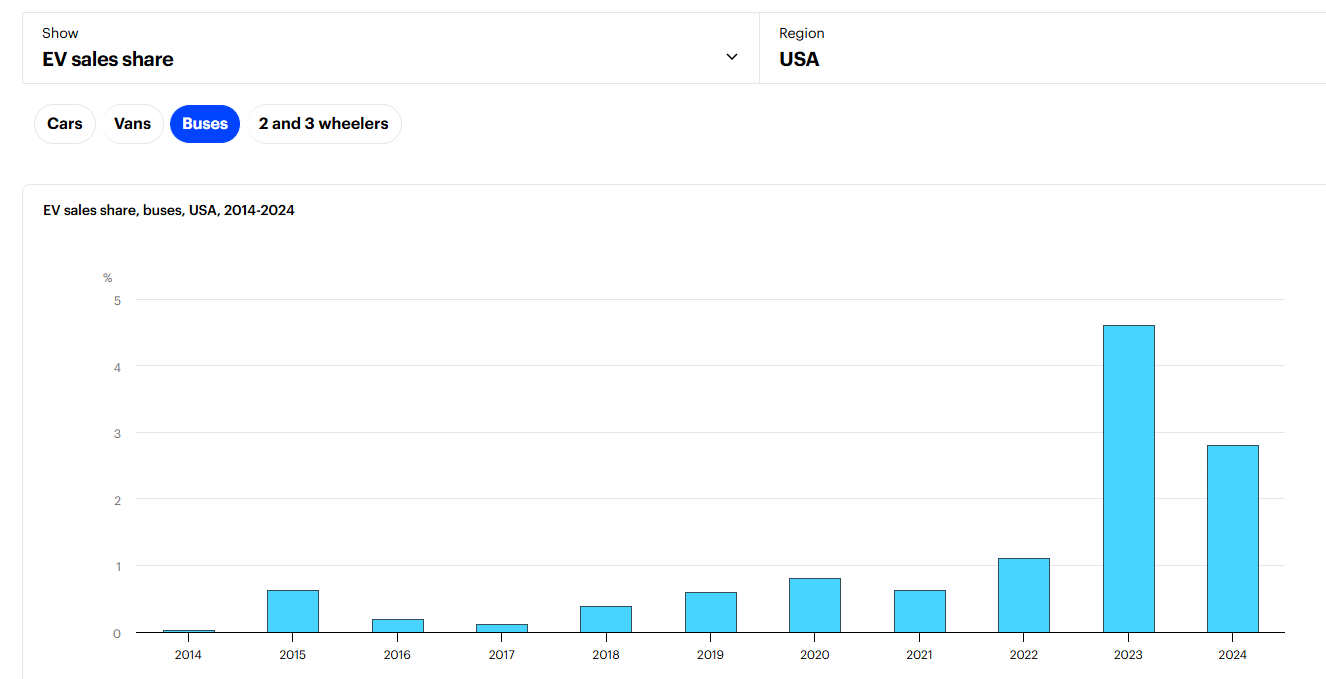 Show
EV sales share
Region
USA
Cars
Vans
Buses
2 and 3 wheelers
EV sales share, buses, USA, 2014-2024
%
5
4
3
2
1
0
2014
2015
2016
2017
2018
2019
2020
2021
2022
2023
2024